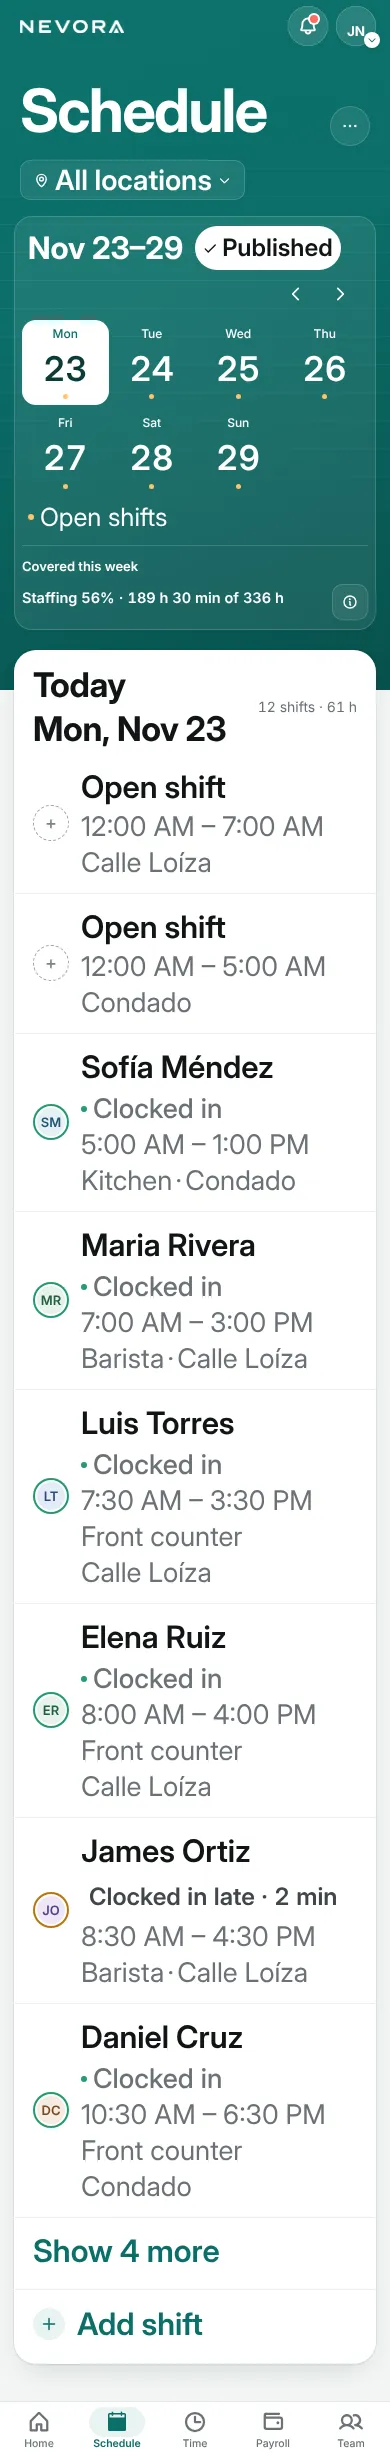 NEVORA
JN
Schedule
All locations
Nov 23–29
Published
Mon Tue Wed Thu
23 24 25 26
Fri Sat Sun
27 28 29
Open shifts
Covered this week
Staffing 56% · 189 h 30 min of 336 h
Today
Mon, Nov 23
12 shifts · 61 h
Open shift
12:00 AM – 7:00 AM
Calle Loíza
Open shift
12:00 AM – 5:00 AM
Condado
SM
Sofía Méndez
Clocked in
5:00 AM – 1:00 PM
Kitchen · Condado
MR
Maria Rivera
Clocked in
7:00 AM – 3:00 PM
Barista · Calle Loíza
LT
Luis Torres
Clocked in
7:30 AM – 3:30 PM
Front counter
Calle Loíza
ER
Elena Ruiz
Clocked in
8:00 AM – 4:00 PM
Front counter
Calle Loíza
JO
James Ortiz
Clocked in late · 2 min
8:30 AM – 4:30 PM
Barista · Calle Loíza
DC
Daniel Cruz
Clocked in
10:30 AM – 6:30 PM
Front counter
Condado
Show 4 more
Add shift
Home Schedule Time Payroll Team